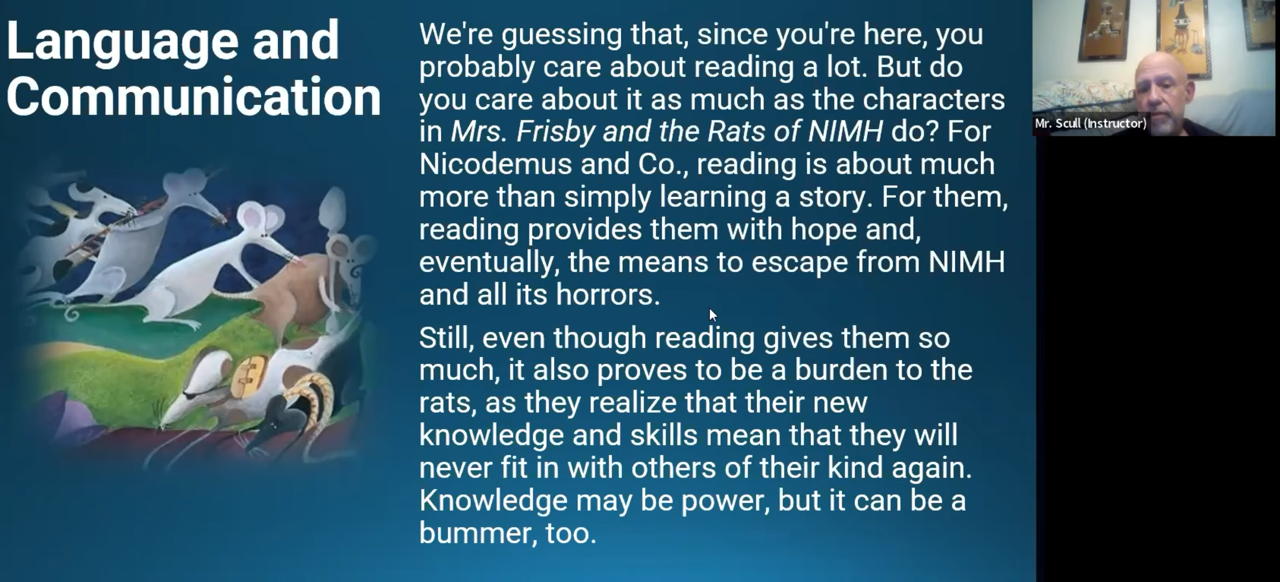 Language and
Communication
We're guessing that, since you're here, you
probably care about reading a lot. But do
you care about it as much as the characters
in Mrs. Frisby and the Rats of NIMH do? For
Nicodemus and Co., reading is about much
more than simply learning a story. For them,
reading provides them with hope and,
eventually, the means to escape from NIMH
and all its horrors.
Still, even though reading gives them so
much, it also proves to be a burden to the
rats, as they realize that their new
knowledge and skills mean that they will
never fit in with others of their kind again.
Knowledge may be power, but it can be a
bummer, too.
Mr. Scull (Instructor)